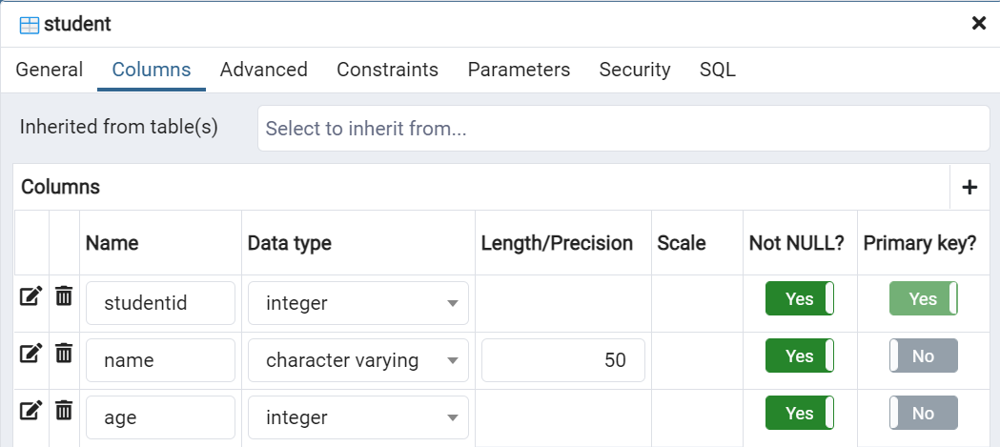 student
General Columns Advanced Constraints Parameters Security SQL
Inherited from table(s) Select to inherit from...
Columns
Name Data type Length/Precision Scale Not NULL? Primary key?
studentid integer Yes Yes
name character varying 50 Yes No
age integer Yes No